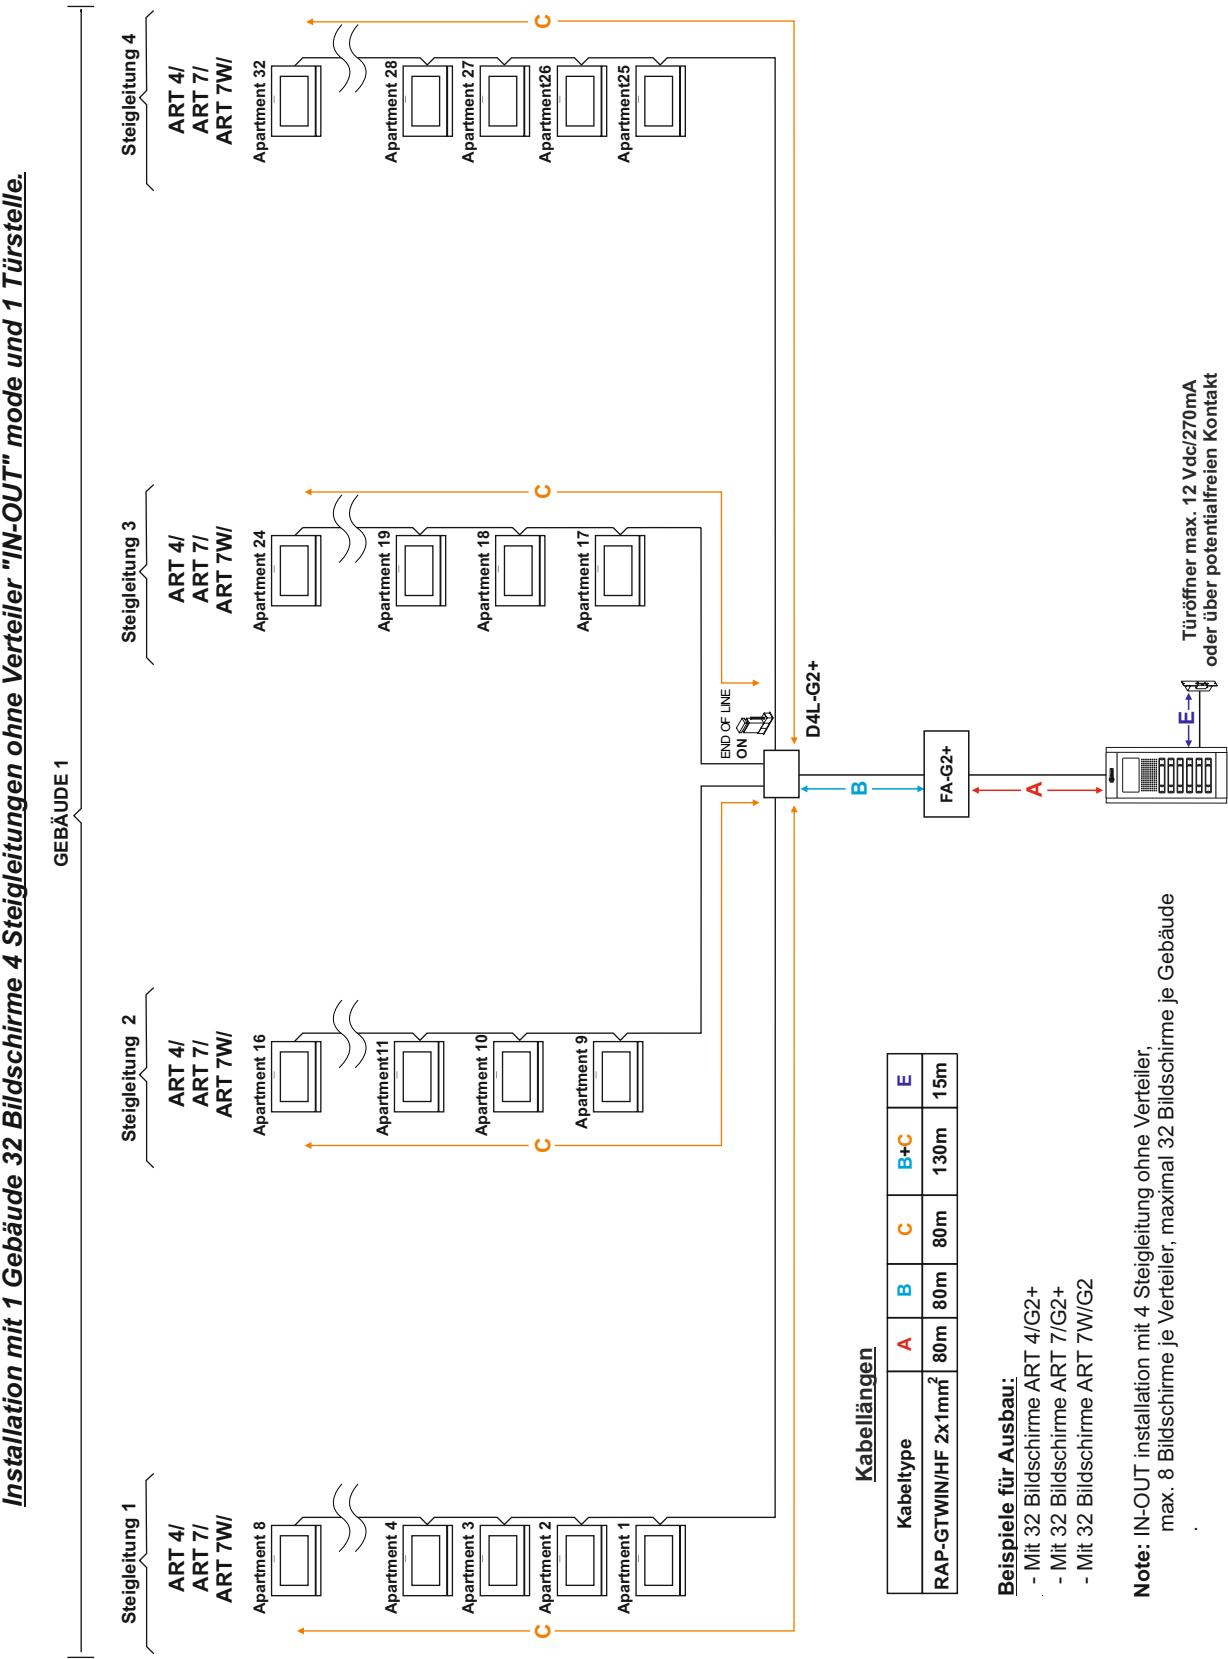 Installation mit 1 Gebäude 32 Bildschirme 4 Steigleitungen ohne Verteiler "IN-OUT" mode und 1 Türstelle.
GEBÄUDE 1
Steigleitung 1
ART 4/
ART 7/
ART 7W/
Apartment 8
Apartment 4
Apartment 3
Apartment 2
Apartment 1
C
Steigleitung 2
ART 4/
ART 7/
ART 7W/
Apartment 16
Apartment11
Apartment 10
Apartment 9
C
Steigleitung 3
ART 4/
ART 7/
ART 7W/
Apartment 24
Apartment 19
Apartment 18
Apartment 17
C
Steigleitung 4
ART 4/
ART 7/
ART 7W/
Apartment 32
Apartment 28
Apartment 27
Apartment26
Apartment25
C
END OF LINE
ON
D4L-G2+
B
FA-G2+
A
E
Türöffner max. 12 Vdc/270mA
oder über potentialfreien Kontakt
Kabellängen
Kabeltype A B C B+C E
RAP-GTWIN/HF 2x1mm² 80m 80m 80m 130m 15m
Beispiele für Ausbau:
- Mit 32 Bildschirme ART 4/G2+
- Mit 32 Bildschirme ART 7/G2+
- Mit 32 Bildschirme ART 7W/G2
Note: IN-OUT installation mit 4 Steigleitung ohne Verteiler,
max. 8 Bildschirme je Verteiler, maximal 32 Bildschirme je Gebäude
.